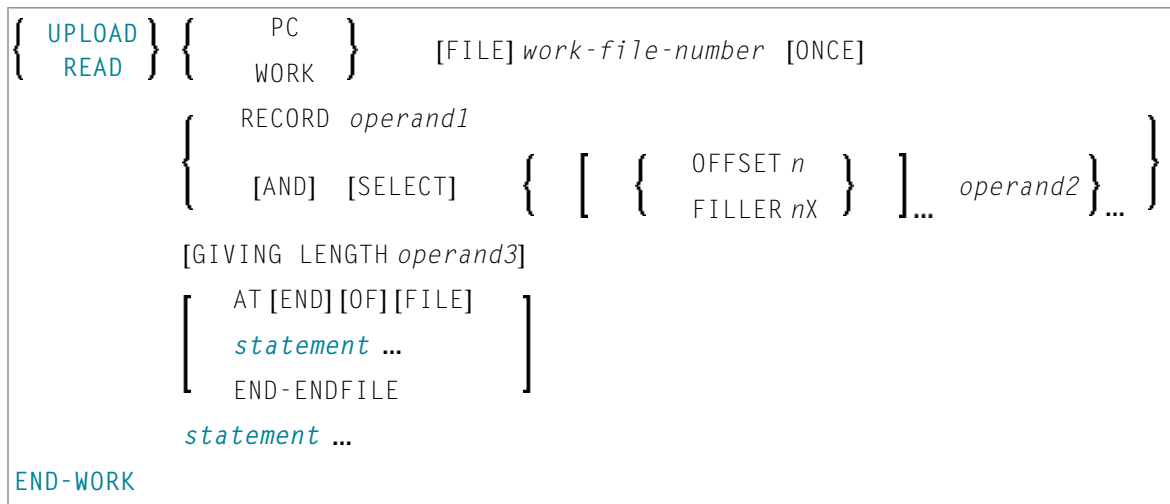 UPLOAD PC
READ WORK [FILE] work-file-number [ONCE]
RECORD operand1
[AND] [SELECT] { [ { OFFSET n
FILLER nX } ]... operand2 }...
[GIVING LENGTH operand3]
AT [END] [OF] [FILE]
statement ...
END-ENDFILE
statement ...
END-WORK